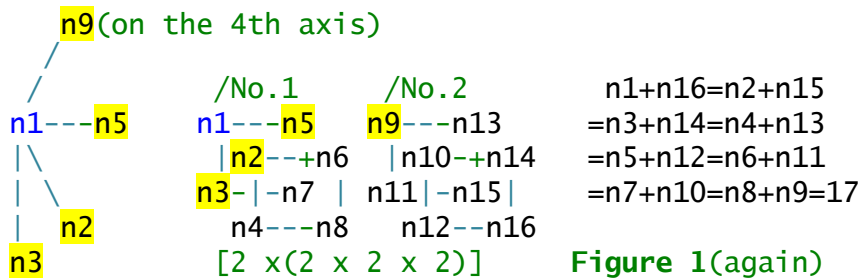 n9(on the 4th axis)
/
/
/ /No.1 /No.2 n1+n16=n2+n15
n1---n5 n1---n5 n9---n13 =n3+n14=n4+n13
|\ |n2--+n6 |n10-+n14 =n5+n12=n6+n11
| \ n3-|-n7 | n11|-n15| =n7+n10=n8+n9=17
| n2 n4---n8 n12--n16
n3 [2 x(2 x 2 x 2)] Figure 1(again)